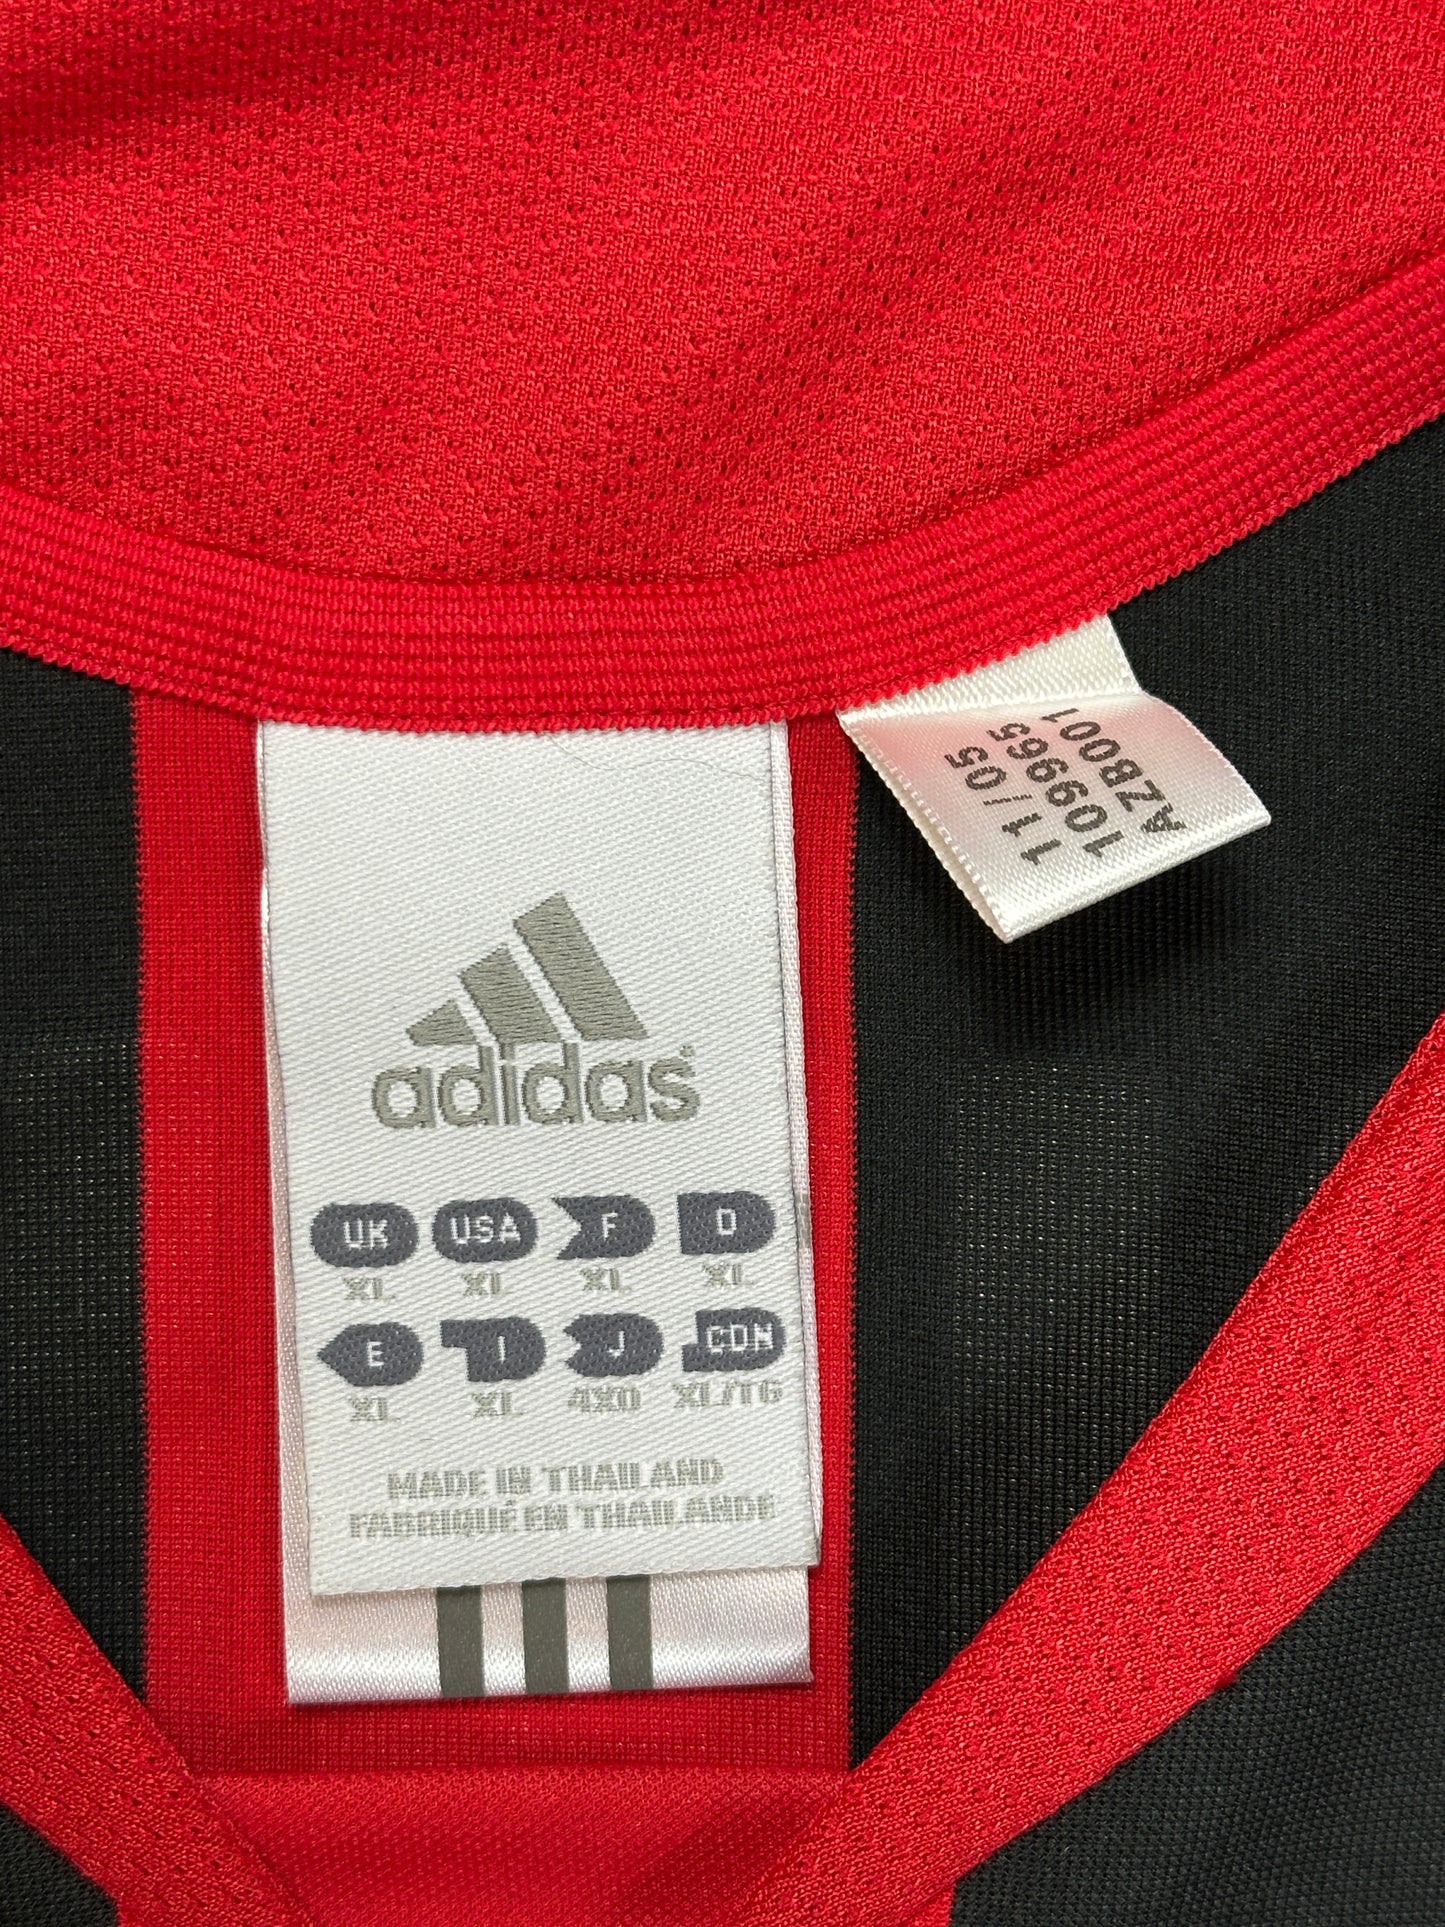 11/05
109965
AZB001
adidas®
UK USA F D
XL XL XL XL
E I J CDN
XL XL 4XO XL/TG
MADE IN THAILAND
FABRIQUÉ EN THAILANDE